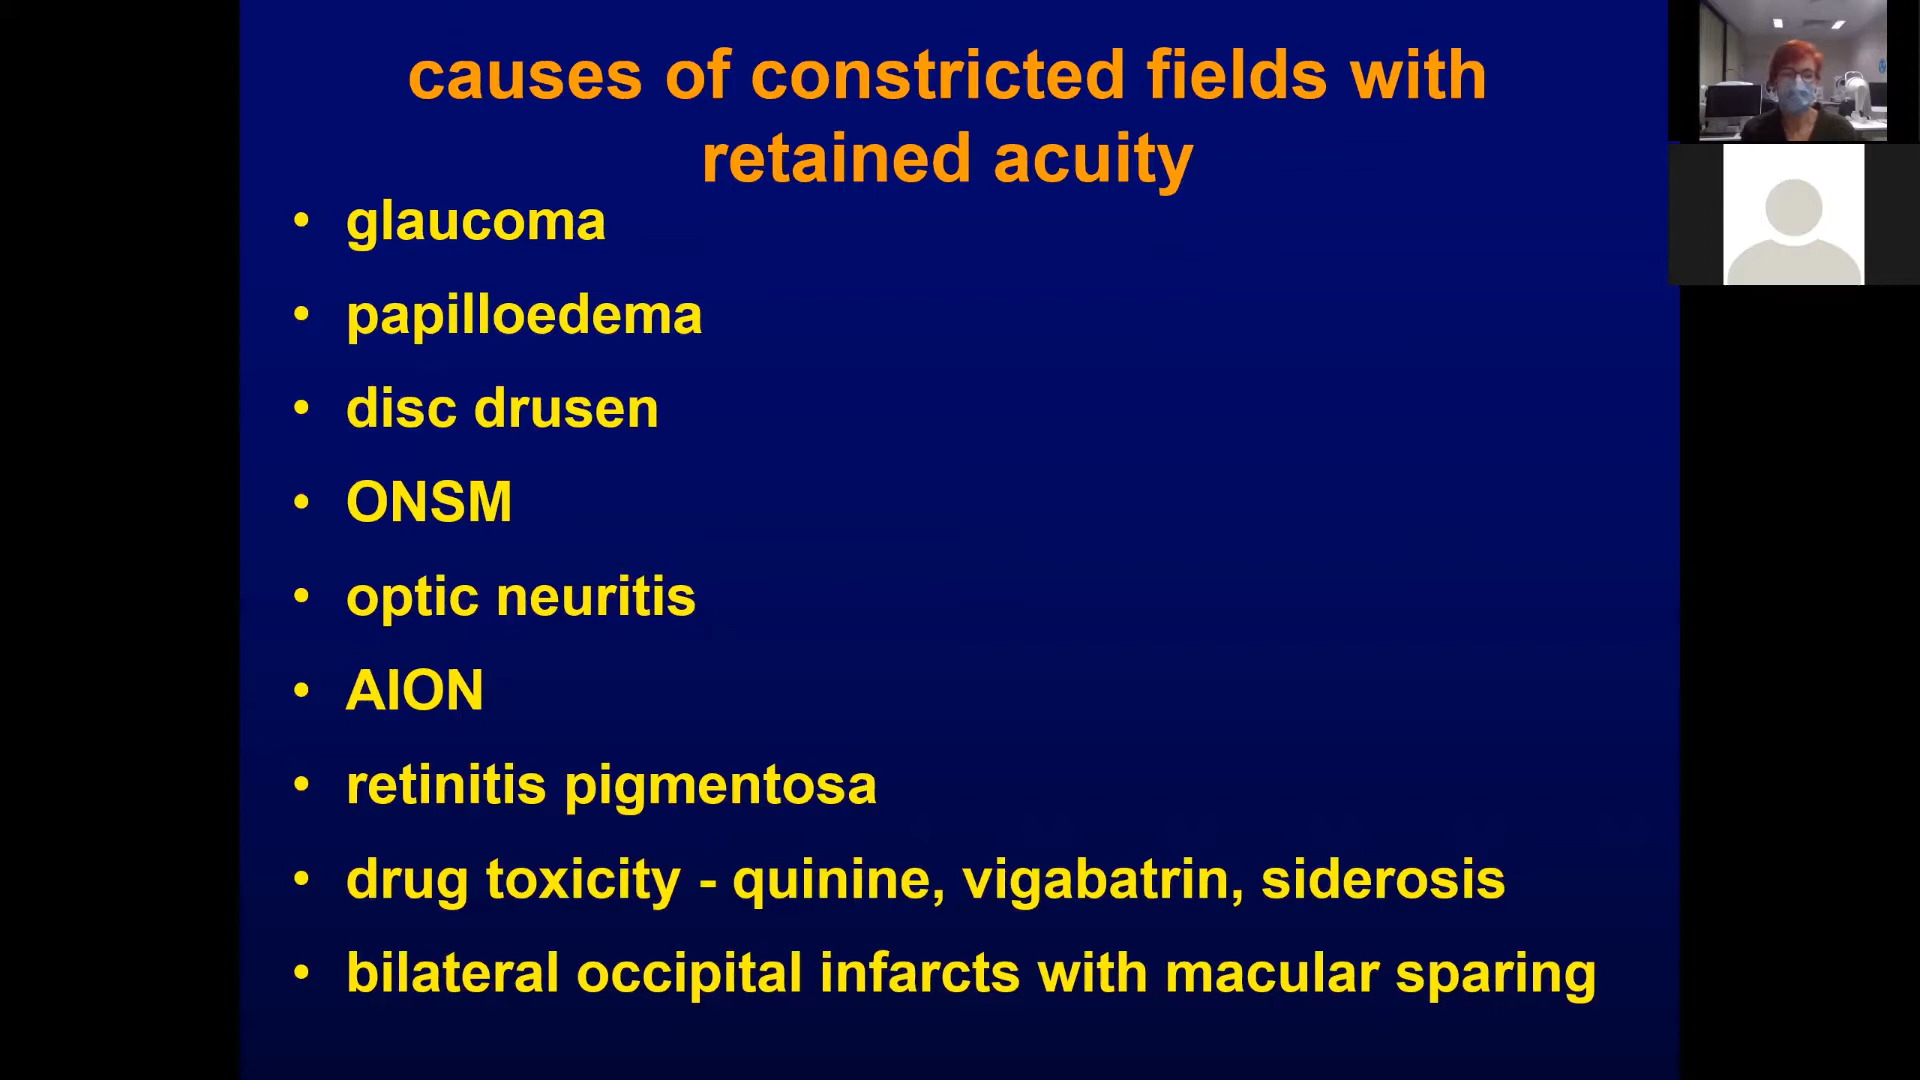 causes of constricted fields with
retained acuity
• glaucoma
• papilloedema
• disc drusen
• ONSM
• optic neuritis
• AION
• retinitis pigmentosa
• drug toxicity - quinine, vigabatrin, siderosis
• bilateral occipital infarcts with macular sparing